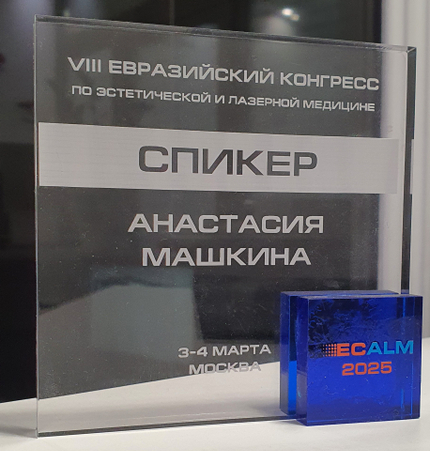 VIII ЕВРАЗИЙСКИЙ КОНГРЕСС
ПО ЭСТЕТИЧЕСКОЙ И ЛАЗЕРНОЙ МЕДИЦИНЕ
СПИКЕР
АНАСТАСИЯ
МАШКИНА
3-4 МАРТА
МОСКВА
ECALM
2025